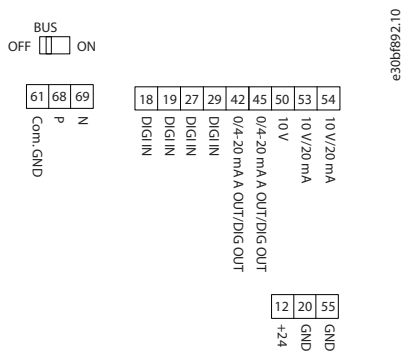 e30bf892.10
BUS
OFF ON
61 68 69
Com. GND
P
N
18 19 27 29 42 45 50 53 54
DIGI IN
DIGI IN
DIGI IN
DIGI IN
0/4-20 mA A OUT/DIG OUT
0/4-20 mA A OUT/DIG OUT
10 V
10 V/20 mA
10 V/20 mA
12 20 55
+24
GND
GND